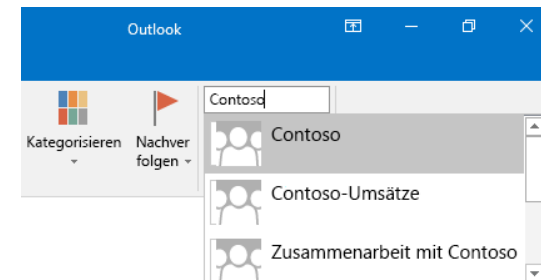 Outlook
Contoso
Kategorisieren
Nachver
folgen
Contoso
Contoso-Umsätze
Zusammenarbeit mit Contoso